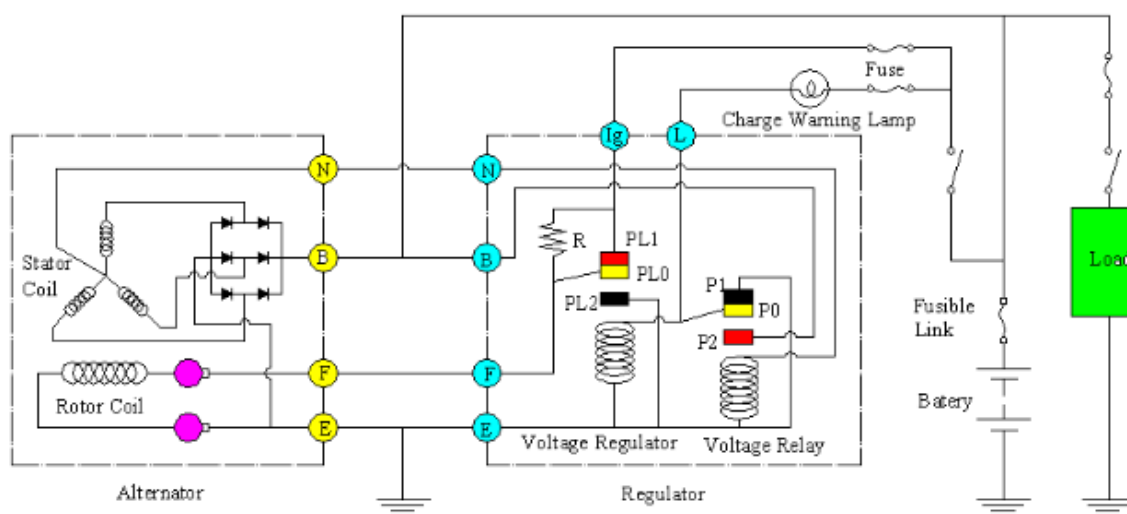 Fuse
Charge Warning Lamp
Ig
L
N
N
R
PL1
Stator
Coil
B
B
PL0
Load
P1
PL2
P0
Fusible
Link
P2
F
F
Rotor Coil
Batery
E
E
Voltage Regulator
Voltage Relay
Alternator
Regulator